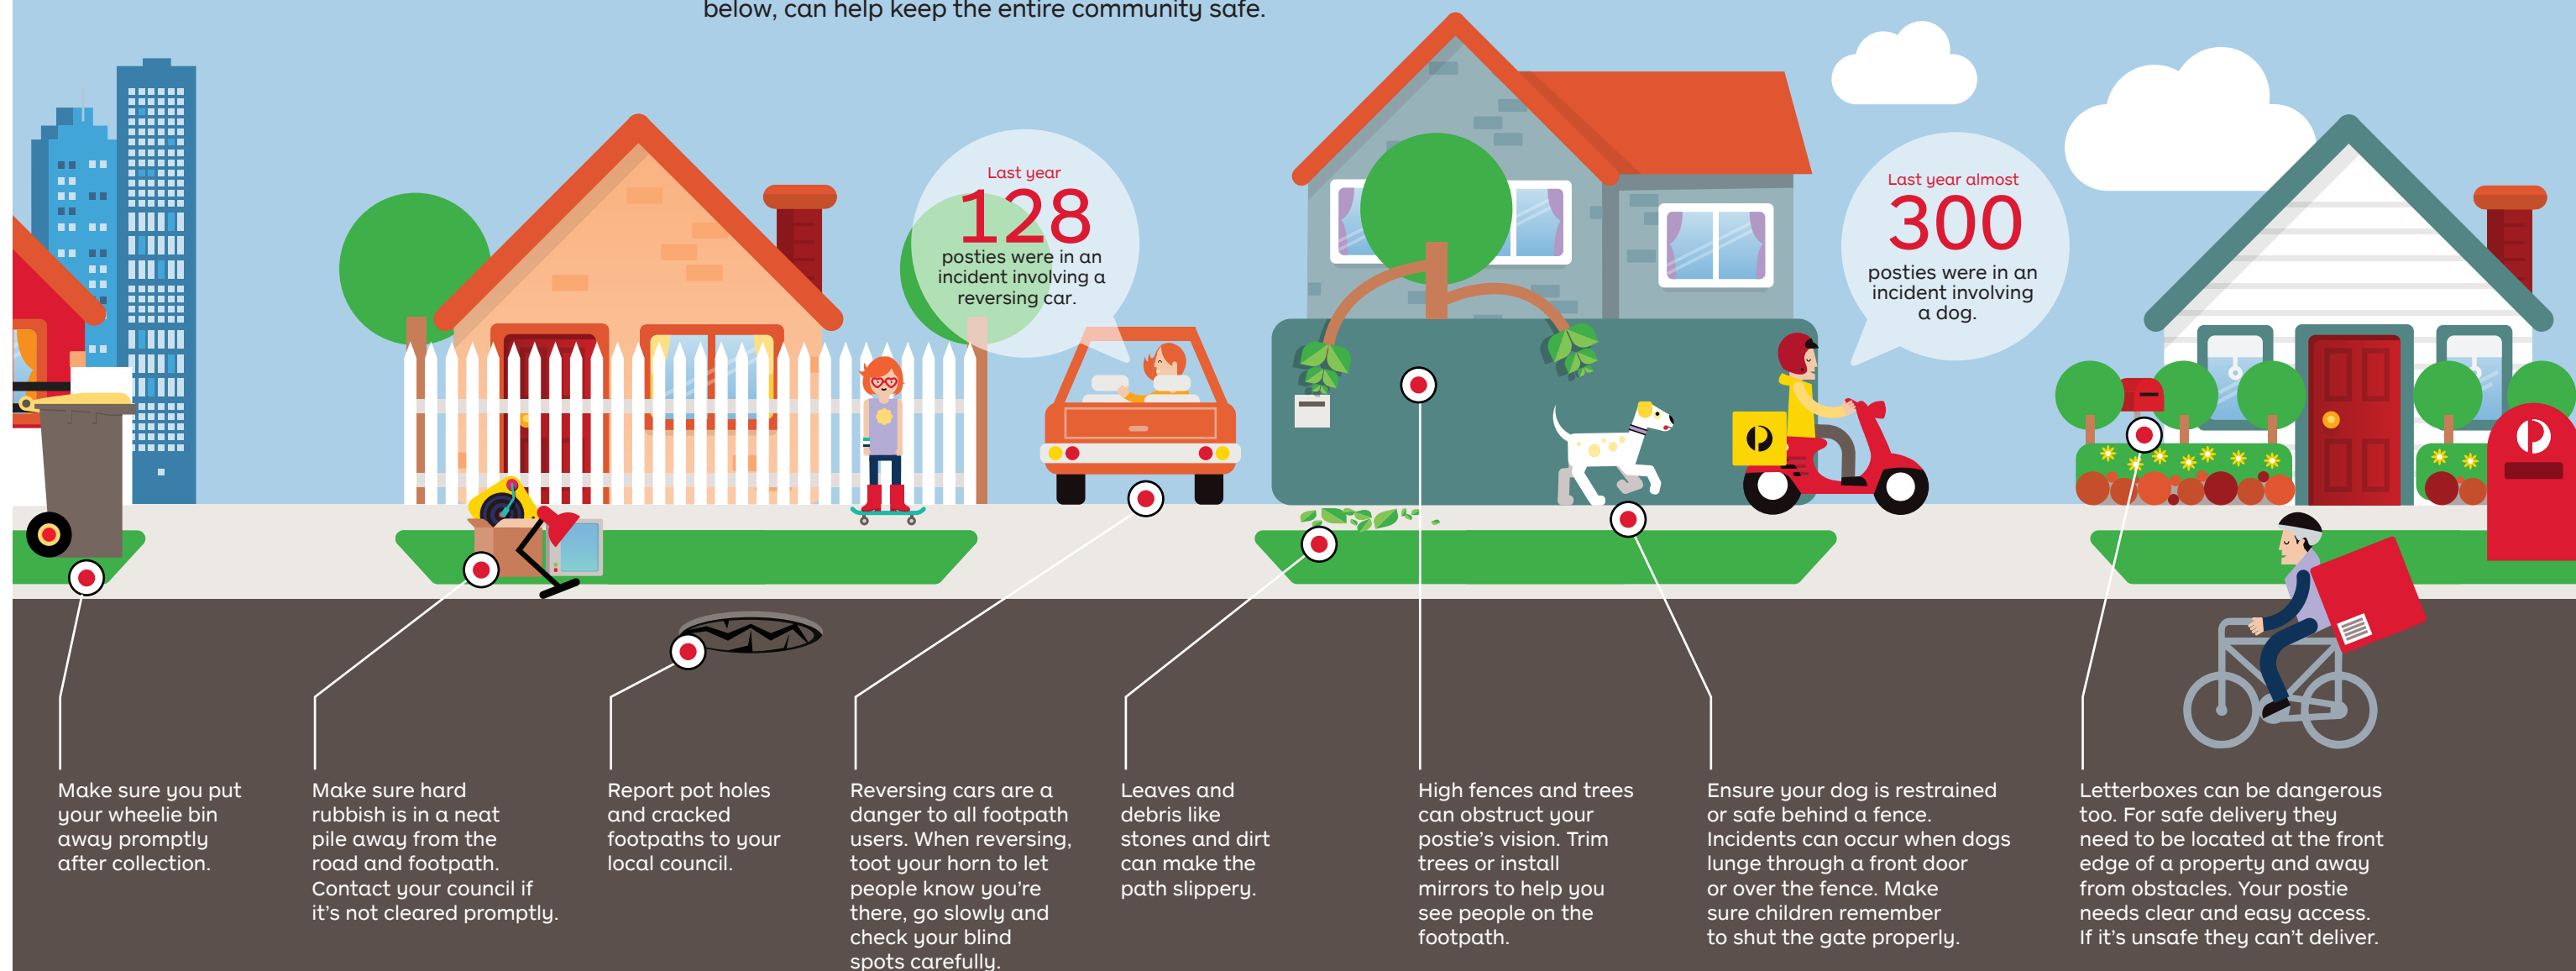 below, can help keep the entire community safe.
Last year
128
posties were in an
incident involving a
reversing car.
Last year almost
300
posties were in an
incident involving
a dog.
Make sure you put
your wheelie bin
away promptly
after collection.
Make sure hard
rubbish is in a neat
pile away from the
road and footpath.
Contact your council if
it's not cleared promptly.
Report pot holes
and cracked
footpaths to your
local council.
Reversing cars are a
danger to all footpath
users. When reversing,
toot your horn to let
people know you're
there, go slowly and
check your blind
spots carefully.
Leaves and
debris like
stones and dirt
can make the
path slippery.
High fences and trees
can obstruct your
postie's vision. Trim
trees or install
mirrors to help you
see people on the
footpath.
Ensure your dog is restrained
or safe behind a fence.
Incidents can occur when dogs
lunge through a front door
or over the fence. Make
sure children remember
to shut the gate properly.
Letterboxes can be dangerous
too. For safe delivery they
need to be located at the front
edge of a property and away
from obstacles. Your postie
needs clear and easy access.
If it's unsafe they can't deliver.